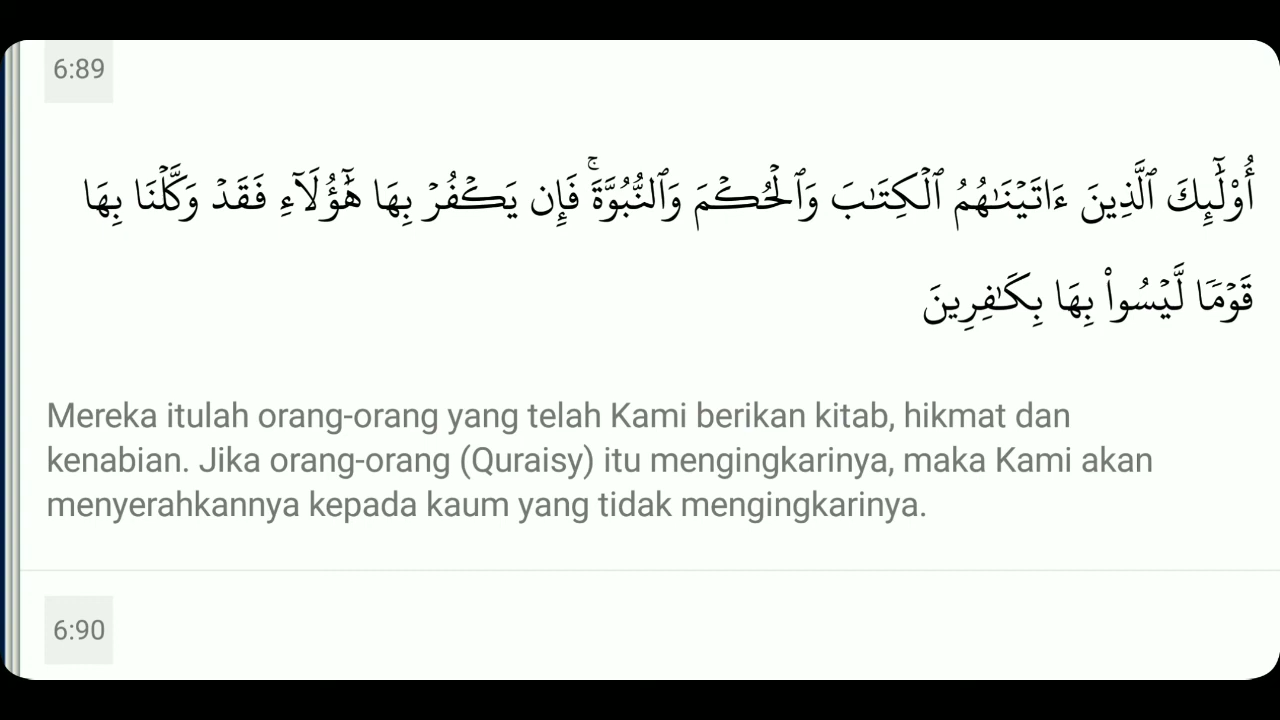 6:89
أُوْلَٰٓئِكَ ٱلَّذِينَ ءَاتَيۡنَٰهُمُ ٱلۡكِتَٰبَ وَٱلۡحُكۡمَ وَٱلنُّبُوَّةَۚ فَإِن يَكۡفُرۡ بِهَا هَٰٓؤُلَآءِ فَقَدۡ وَكَّلۡنَا بِهَا
قَوۡمٗا لَّيۡسُواْ بِهَا بِكَٰفِرِينَ
Mereka itulah orang-orang yang telah Kami berikan kitab, hikmat dan
kenabian. Jika orang-orang (Quraisy) itu mengingkarinya, maka Kami akan
menyerahkannya kepada kaum yang tidak mengingkarinya.
6:90